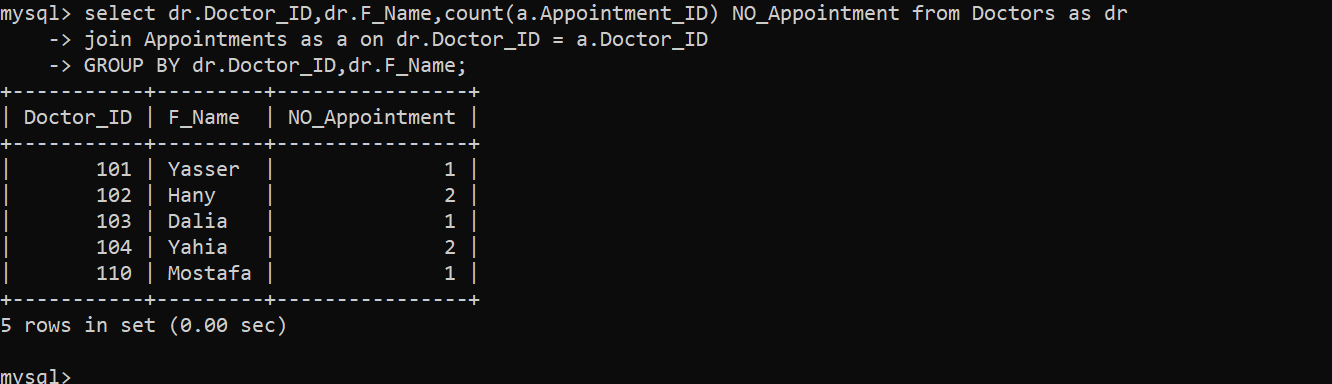 mysql> select dr.Doctor_ID,dr.F_Name,count(a.Appointment_ID) NO_Appointment from Doctors as dr
    -> join Appointments as a on dr.Doctor_ID = a.Doctor_ID
    -> GROUP BY dr.Doctor_ID,dr.F_Name;
+-----------+---------+----------------+
| Doctor_ID | F_Name  | NO_Appointment |
+-----------+---------+----------------+
|       101 | Yasser  |              1 |
|       102 | Hany    |              2 |
|       103 | Dalia   |              1 |
|       104 | Yahia   |              2 |
|       110 | Mostafa |              1 |
+-----------+---------+----------------+
5 rows in set (0.00 sec)

mysql>